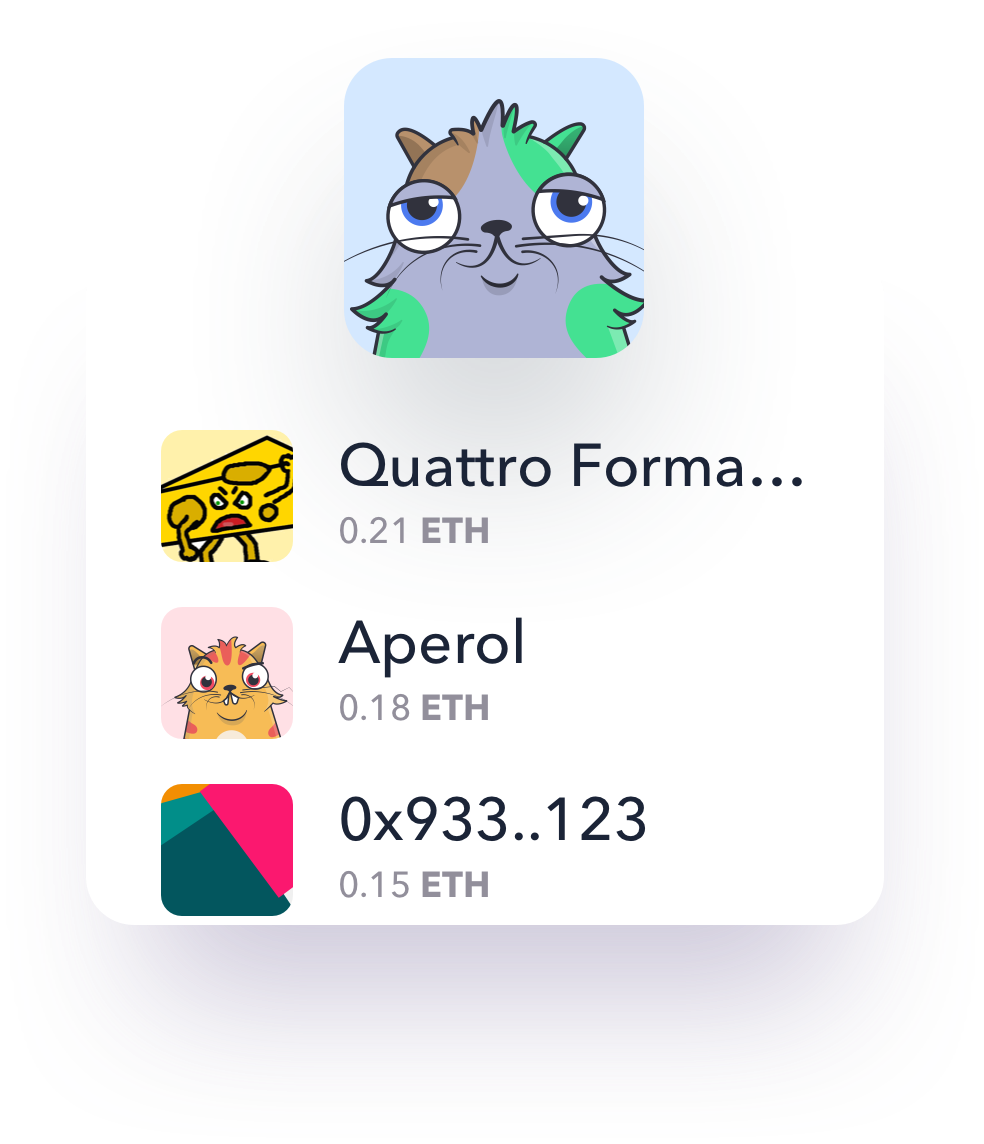 Quattro Forma...
0.21 ETH
Aperol
0.18 ETH
0x933..123
0.15 ETH